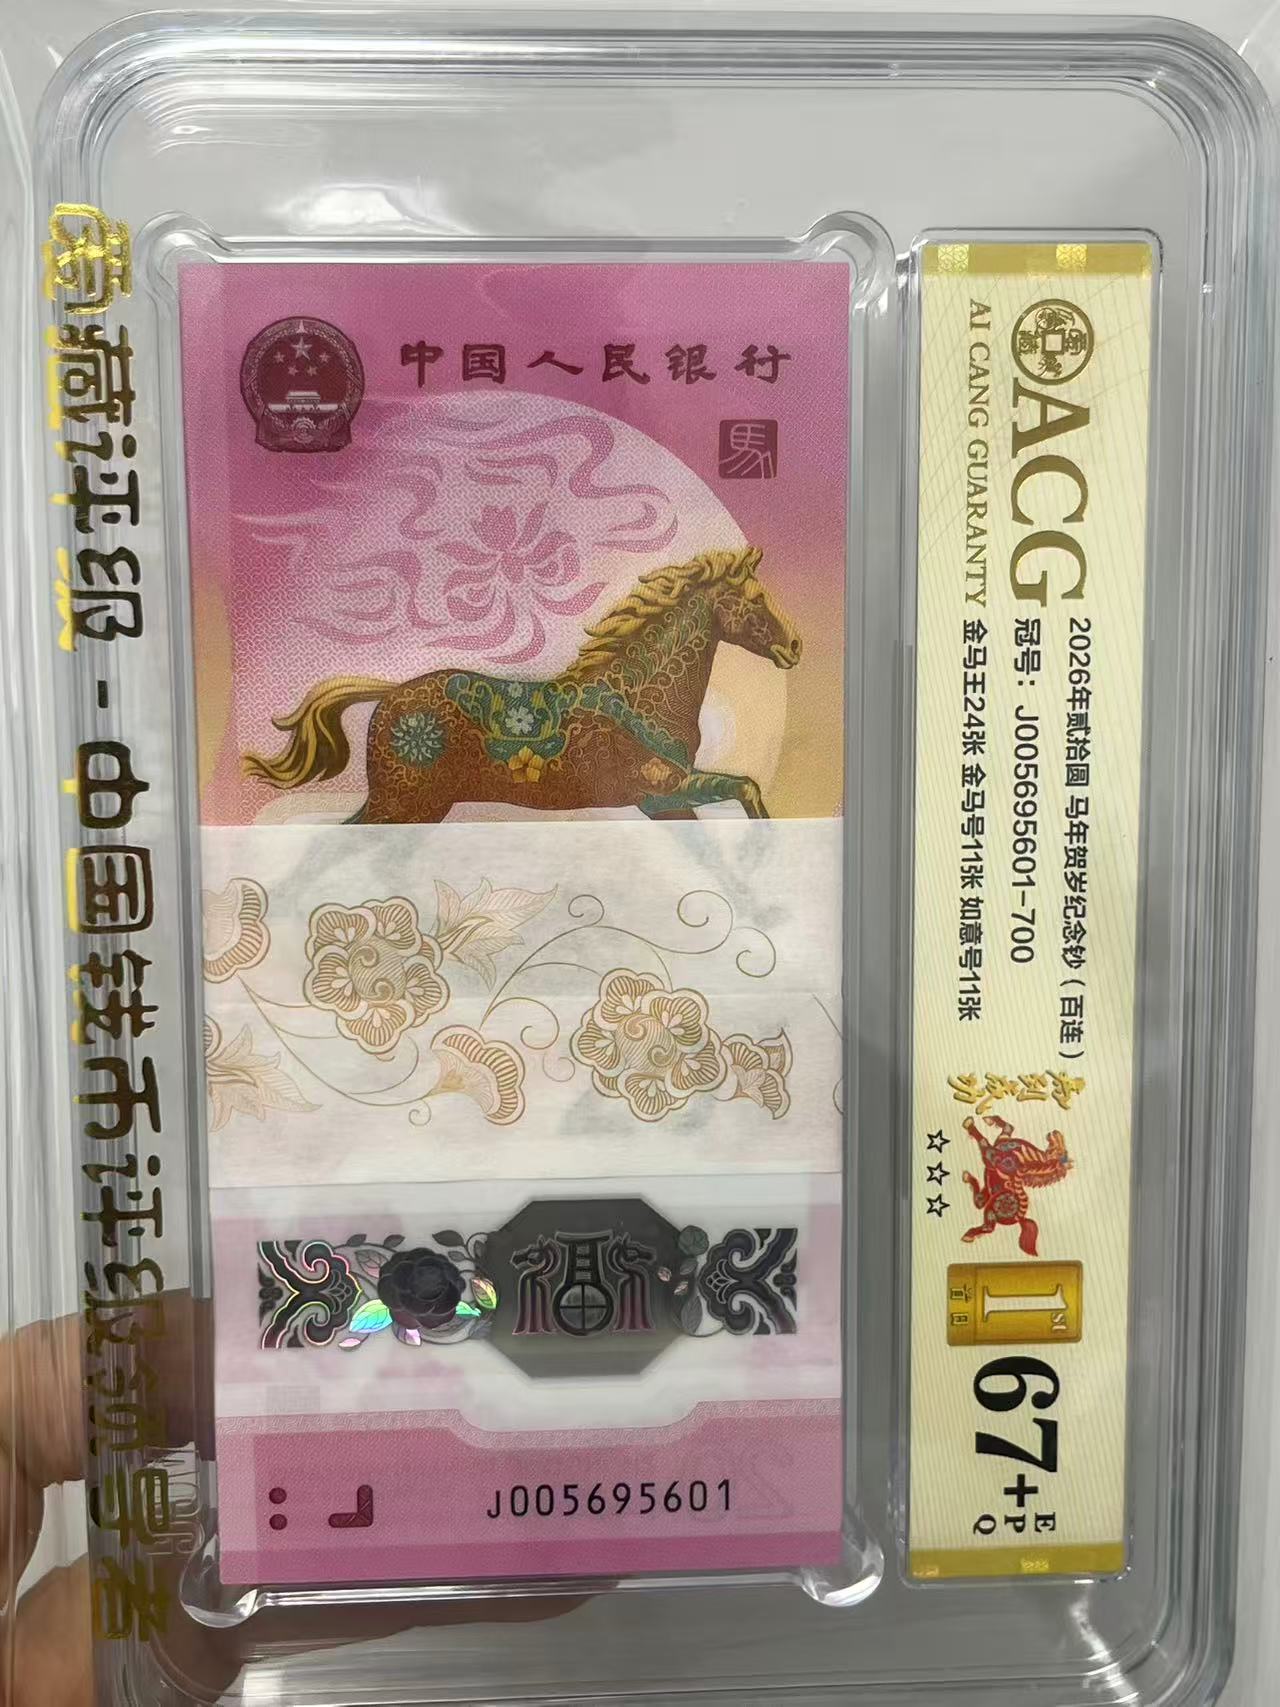 中国人民银行
馬
J005695601
ACG
AI CANG GUARANTY
2026年贰拾圆 马年贺岁纪念钞（百连）
冠号：J005695601-700
金马王24张 金马号11张 如意号11张
☆☆☆
1ST
首日
67+
EPQ
藏评级-中国钱币评级领导者